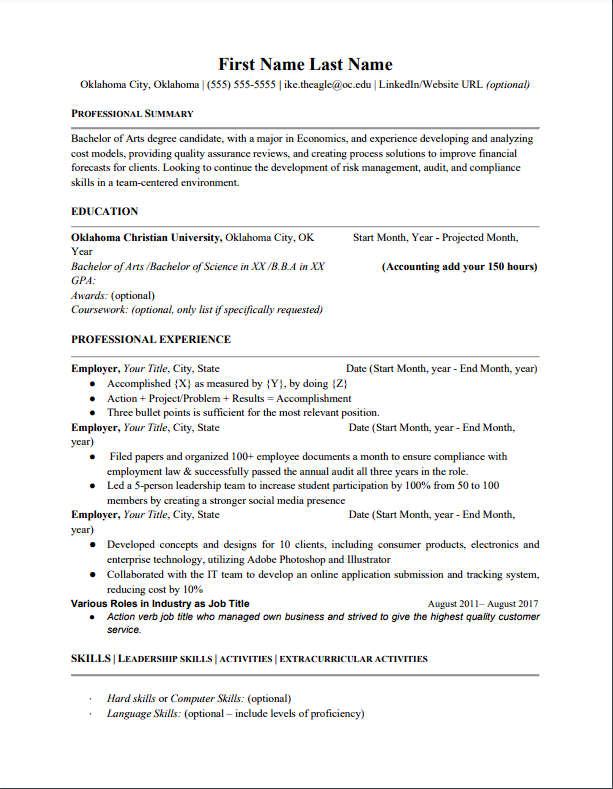 First Name Last Name
Oklahoma City, Oklahoma | (555) 555-5555 | ike.theagle@oc.edu | LinkedIn/Website URL (optional)
PROFESSIONAL SUMMARY
Bachelor of Arts degree candidate, with a major in Economics, and experience developing and analyzing
cost models, providing quality assurance reviews, and creating process solutions to improve financial
forecasts for clients. Looking to continue the development of risk management, audit, and compliance
skills in a team-centered environment.
EDUCATION
Oklahoma Christian University, Oklahoma City, OK Start Month, Year - Projected Month,
Year
Bachelor of Arts /Bachelor of Science in XX /B.B.A in XX (Accounting add your 150 hours)
GPA:
Awards: (optional)
Coursework: (optional, only list if specifically requested)
PROFESSIONAL EXPERIENCE
Employer, Your Title, City, State Date (Start Month, year - End Month, year)
● Accomplished {X} as measured by {Y}, by doing {Z}
● Action + Project/Problem + Results = Accomplishment
● Three bullet points is sufficient for the most relevant position.
Employer, Your Title, City, State Date (Start Month, year - End Month,
year)
● Filed papers and organized 100+ employee documents a month to ensure compliance with
employment law & successfully passed the annual audit all three years in the role.
● Led a 5-person leadership team to increase student participation by 100% from 50 to 100
members by creating a stronger social media presence
Employer, Your Title, City, State Date (Start Month, year - End Month,
year)
● Developed concepts and designs for 10 clients, including consumer products, electronics and
enterprise technology, utilizing Adobe Photoshop and Illustrator
● Collaborated with the IT team to develop an online application submission and tracking system,
reducing cost by 10%
Various Roles in Industry as Job Title August 2011– August 2017
● Action verb job title who managed own business and strived to give the highest quality customer
service.
SKILLS | LEADERSHIP SKILLS | ACTIVITIES | EXTRACURRICULAR ACTIVITIES
· Hard skills or Computer Skills: (optional)
· Language Skills: (optional – include levels of proficiency)